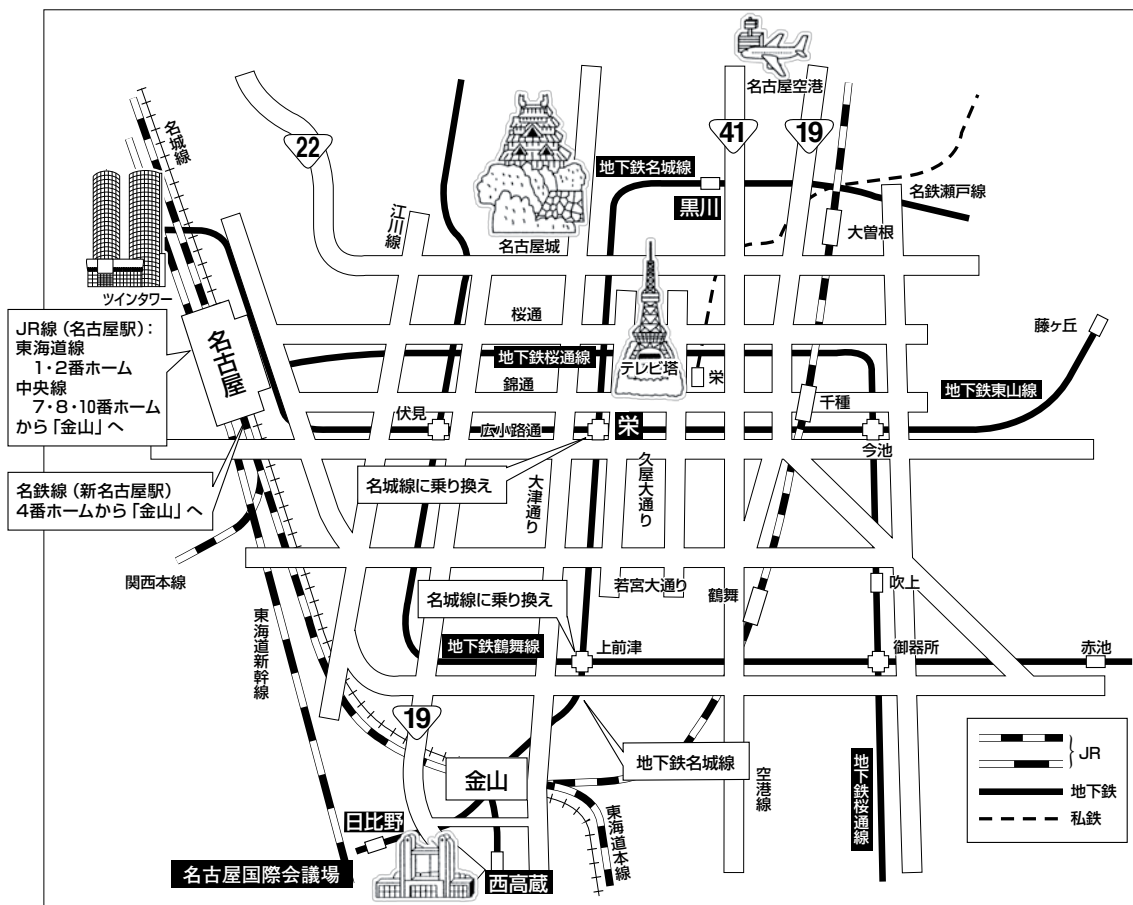 名古屋空港
名城線
22
41
19
地下鉄名城線
黒川
名鉄瀬戸線
江川線
名古屋城
大曽根
ツインタワー
桜通
藤ヶ丘
JR線（名古屋駅）：
東海道線
1・2番ホーム
中央線
7・8・10番ホーム
から「金山」へ
名古屋
地下鉄桜通線
テレビ塔
栄
錦通
地下鉄東山線
千種
伏見
広小路通
栄
今池
名鉄線（新名古屋駅）
4番ホームから「金山」へ
名城線に乗り換え
大津通り
久屋大通り
関西本線
若宮大通り
鶴舞
吹上
名城線に乗り換え
東海道新幹線
地下鉄鶴舞線
上前津
御器所
赤池
19
地下鉄名城線
空港線
地下鉄桜通線
JR
地下鉄
私鉄
金山
日比野
東海道本線
名古屋国際会議場
西高蔵